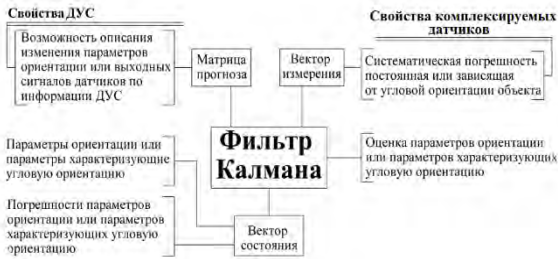 Свойства ДУС
Возможность описания
изменения параметров
ориентации или выходных
сигналов датчиков по
информации ДУС
Матрица
прогноза
Вектор
измерения
Свойства комплексируемых
датчиков
Систематическая погрешность
постоянная или зависящая
от угловой ориентации объекта
Фильтр
Калмана
Параметры ориентации или
параметры характеризующие
угловую ориентацию
Оценка параметров ориентации
или параметров характеризующих
угловую ориентацию
Погрешности параметров
ориентации или параметров
характеризующих угловую
ориентацию
Вектор
состояния